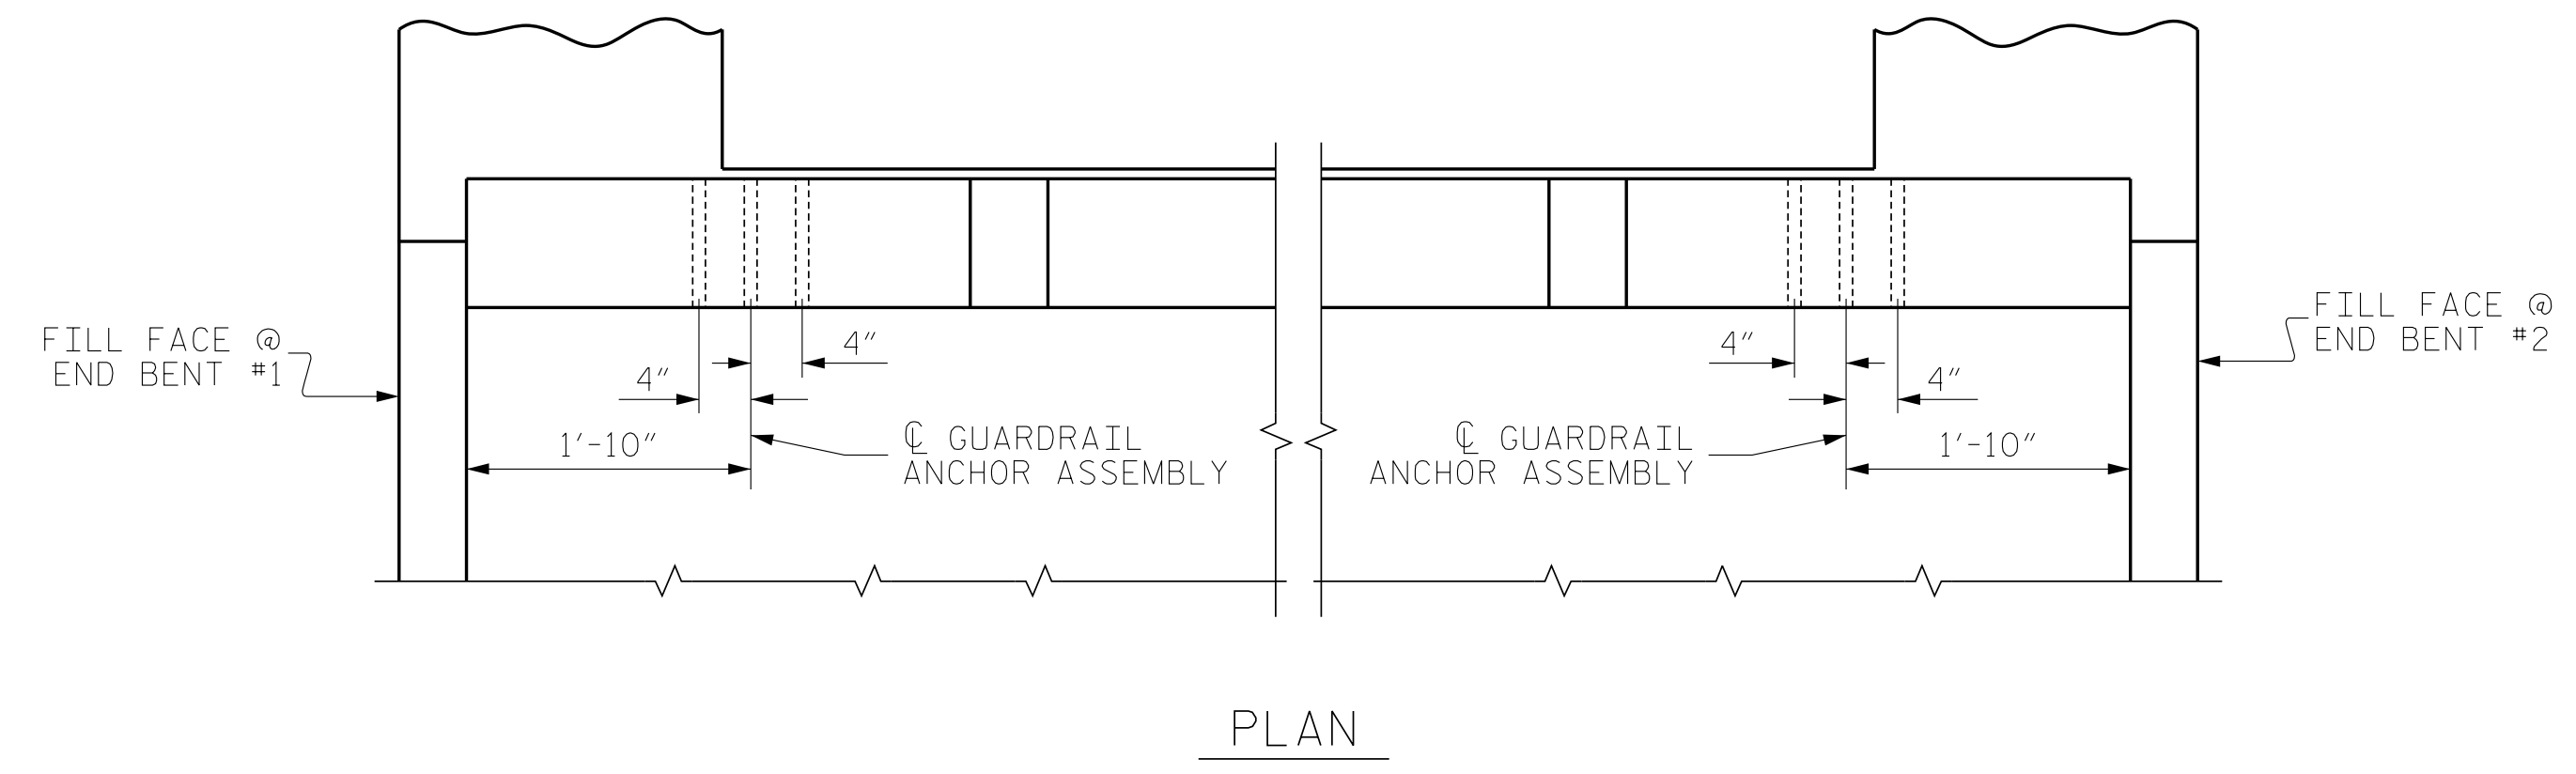 FILL FACE @
END BENT #1
4"
4"
1'-10"
℄ GUARDRAIL
ANCHOR ASSEMBLY
4"
4"
1'-10"
℄ GUARDRAIL
ANCHOR ASSEMBLY
FILL FACE @
END BENT #2
PLAN